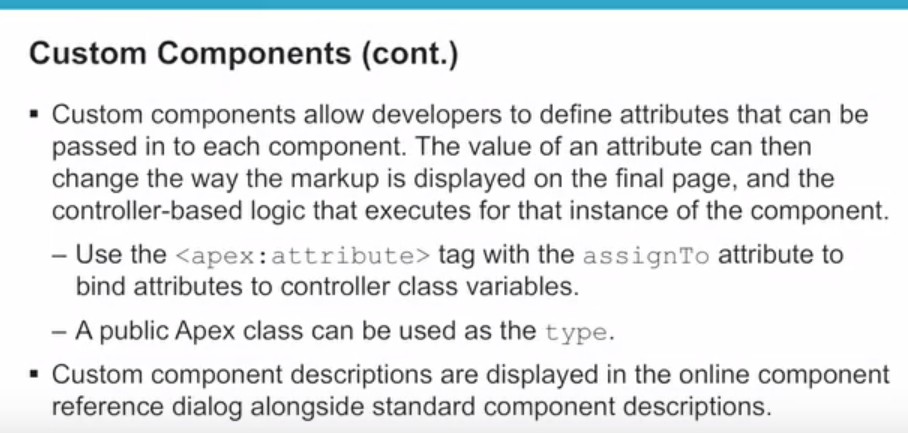 Custom Components (cont.)
▪ Custom components allow developers to define attributes that can be
passed in to each component. The value of an attribute can then
change the way the markup is displayed on the final page, and the
controller-based logic that executes for that instance of the component.
– Use the <apex:attribute> tag with the assignTo attribute to
bind attributes to controller class variables.
– A public Apex class can be used as the type.
▪ Custom component descriptions are displayed in the online component
reference dialog alongside standard component descriptions.